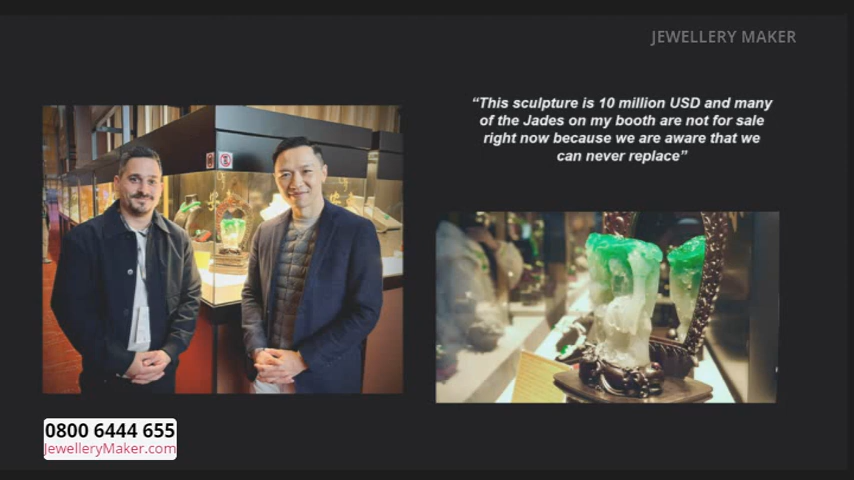 JEWELLERY MAKER
“This sculpture is 10 million USD and many
of the Jades on my booth are not for sale
right now because we are aware that we
can never replace”
0800 6444 655
JewelleryMaker.com